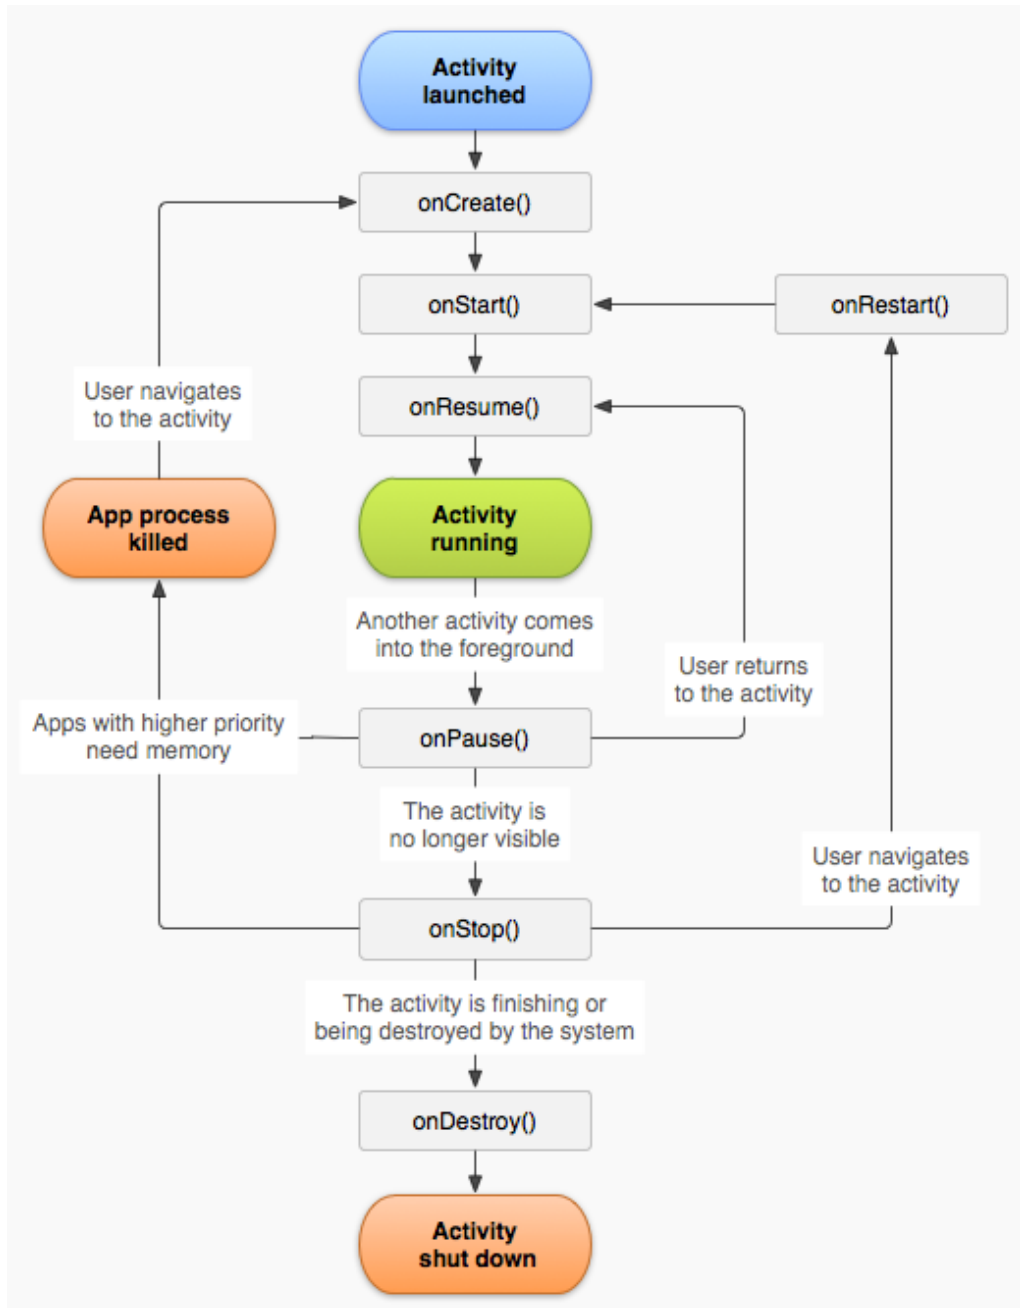 Activity
launched
onCreate()
onStart()
onRestart()
User navigates
to the activity
onResume()
App process
killed
Activity
running
Another activity comes
into the foreground
User returns
to the activity
Apps with higher priority
need memory
onPause()
The activity is
no longer visible
User navigates
to the activity
onStop()
The activity is finishing or
being destroyed by the system
onDestroy()
Activity
shut down